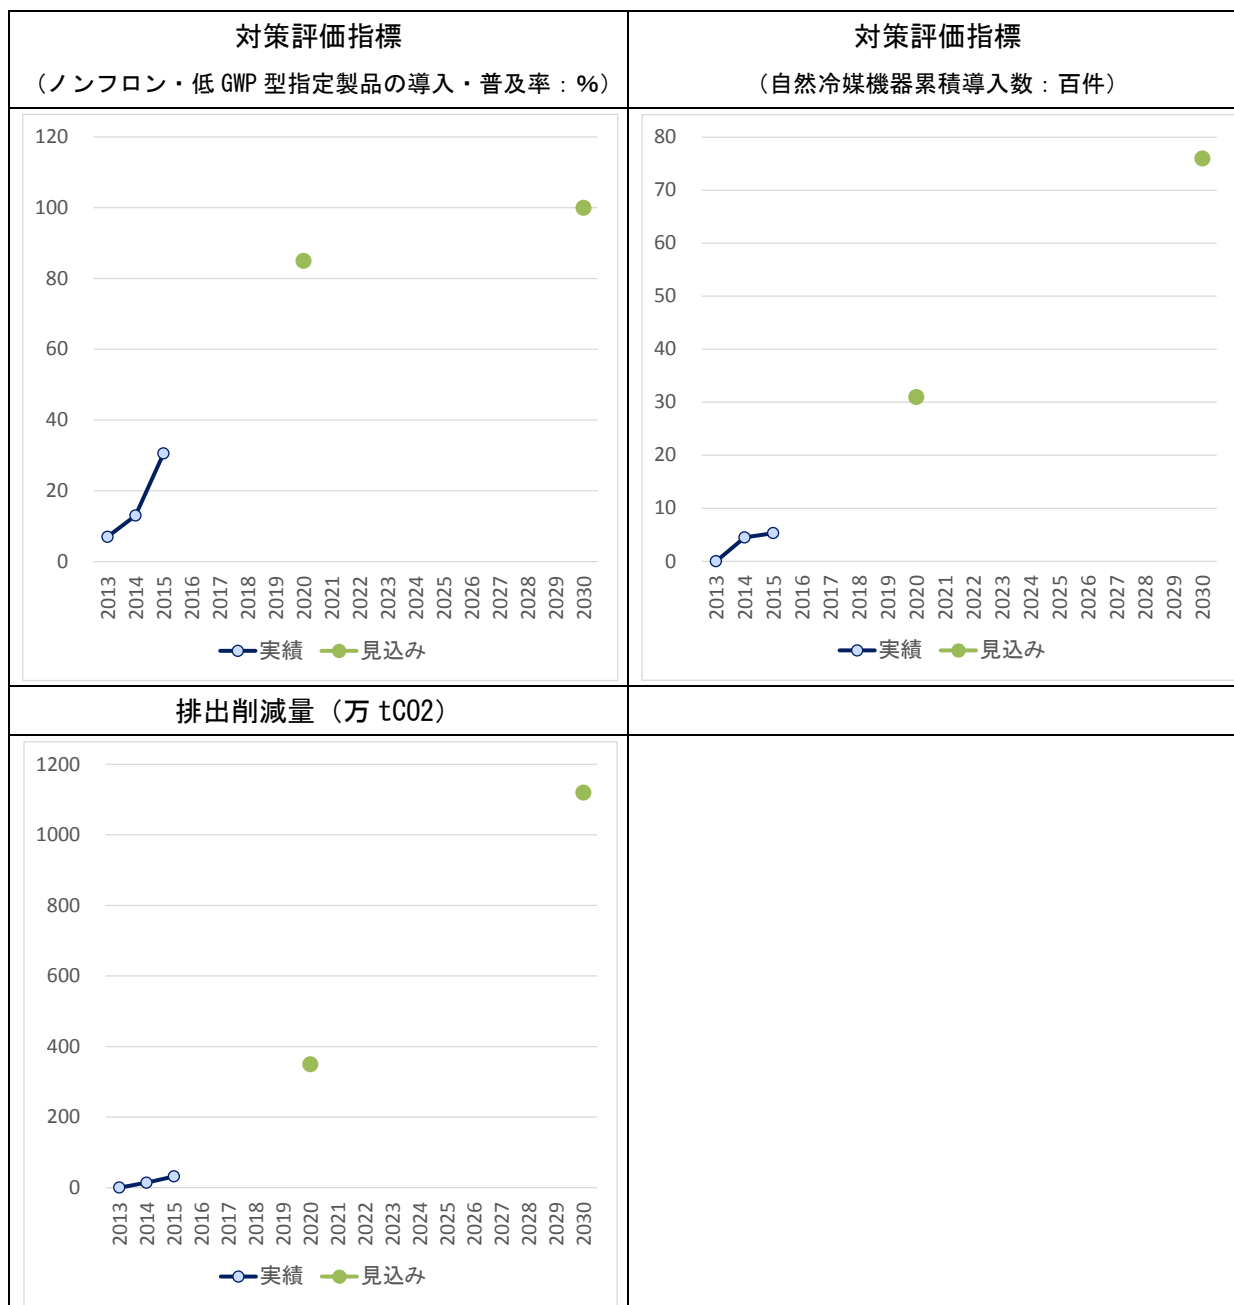 対策評価指標
（ノンフロン・低 GWP 型指定製品の導入・普及率：%）
120
100
80
60
40
20
0
2013 2014 2015 2016 2017 2018 2019 2020 2021 2022 2023 2024 2025 2026 2027 2028 2029 2030
実績 見込み
対策評価指標
（自然冷媒機器累積導入数：百件）
80
70
60
50
40
30
20
10
0
2013 2014 2015 2016 2017 2018 2019 2020 2021 2022 2023 2024 2025 2026 2027 2028 2029 2030
実績 見込み
排出削減量（万 tCO2）
1200
1000
800
600
400
200
0
2013 2014 2015 2016 2017 2018 2019 2020 2021 2022 2023 2024 2025 2026 2027 2028 2029 2030
実績 見込み